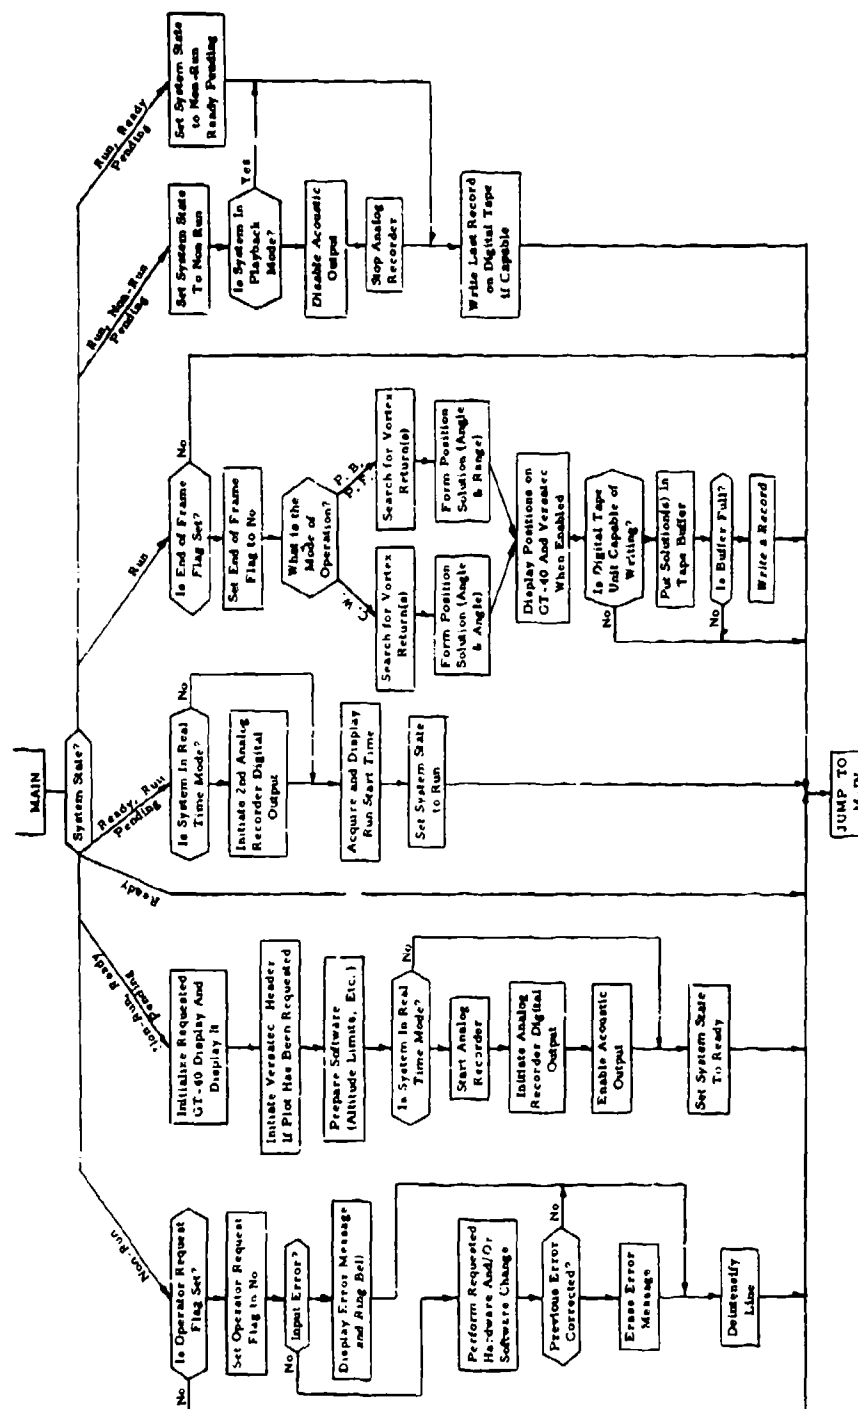 MAIN
System State?
Non-Run
Is Operator Request
Flag Set?
No
Set Operator Request
Flag to No
Input Error?
No
Display Error Message
and Ring Bell
Perform Requested
Hardware And/Or
Software Change
Previous Error
Corrected?
No
Erase Error
Message
Deintensify
Line
Non-Run, Ready
Pending
Initialize Requested
GT-40 Display And
Display It
Initiate Versatec Header
If Plot Has Been Requested
Prepare Software
(Altitude Limits, Etc.)
In System In Real
Time Mode?
No
Start Analog
Recorder
Initiate Analog
Recorder Digital
Output
Enable Acoustic
Output
Set System State
To Ready
Ready
Ready, Run
Pending
Is System In Real
Time Mode?
No
Initiate 2nd Analog
Recorder Digital
Output
Acquire and Display
Run Start Time
Set System State
to Run
Run
Is End of Frame
Flag Set?
No
Set End of Frame
Flag to No
What is the
Mode of
Operation?
C. W.
P. B.
P. F.
Search for Vortex
Return(s)
Form Position
Solution (Angle
& Angle)
Search for Vortex
Return(s)
Form Position
Solution (Angle
& Range)
Display Positions on
GT-40 And Versatec
When Enabled
Is Digital Tape
Unit Capable of
Writing?
No
Put Solution(s) In
Tape Buffer
Is Buffer Full?
No
Write a Record
Run, Non-Run
Pending
Set System State
To Non Run
Is System In
Playback
Mode?
Yes
Disable Acoustic
Output
Stop Analog
Recorder
Write Last Record
on Digital Tape
if Capable
Run, Ready
Pending
Set System State
to Non-Run
Ready Pending
JUMP TO